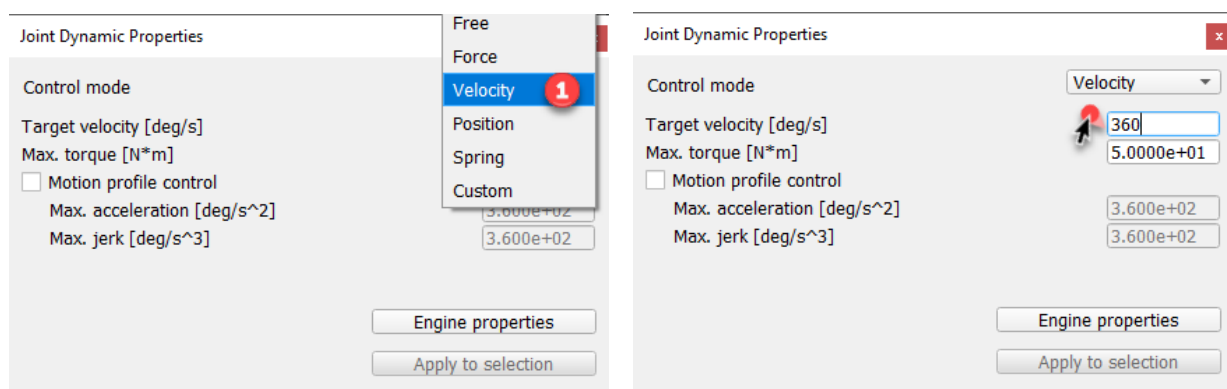 Joint Dynamic Properties
Free
Force
Control mode
Velocity
1
Target velocity [deg/s]
Position
Max. torque [N*m]
Spring
Motion profile control
Custom
Max. acceleration [deg/s^2]
3.600e+02
Max. jerk [deg/s^3]
3.600e+02
Engine properties
Apply to selection
Joint Dynamic Properties
x
Control mode
Velocity
Target velocity [deg/s]
360
Max. torque [N*m]
5.0000e+01
Motion profile control
Max. acceleration [deg/s^2]
3.600e+02
Max. jerk [deg/s^3]
3.600e+02
Engine properties
Apply to selection